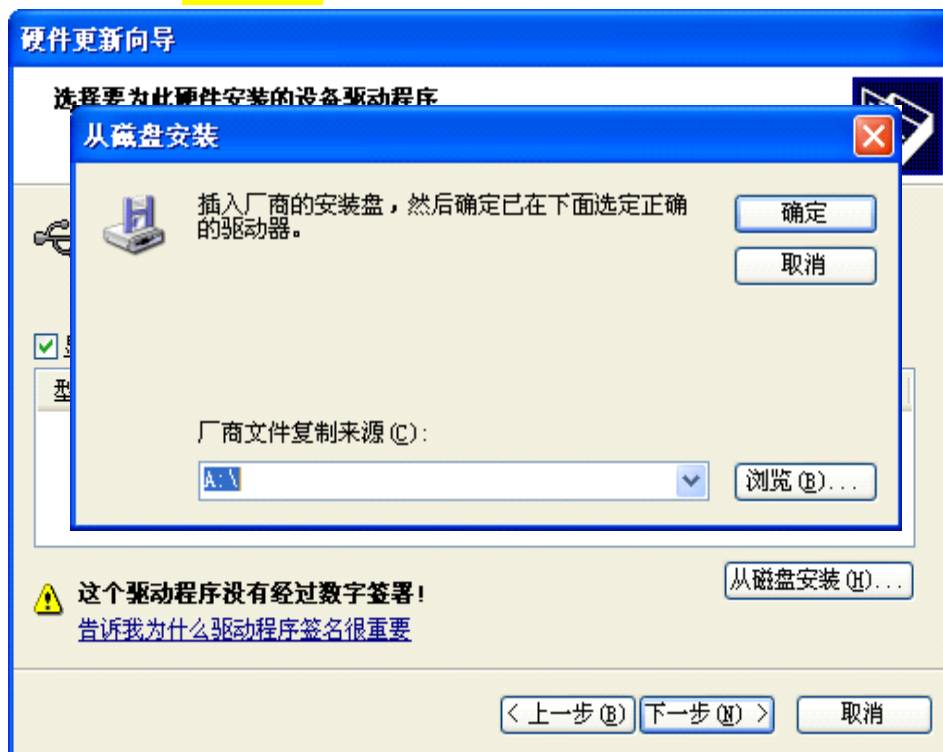 硬件更新向导
选择要为此硬件安装的设备驱动程序
从磁盘安装
插入厂商的安装盘，然后确定已在下面选定正确
的驱动器。
确定
取消
型
厂商文件复制来源(C):
A:\
浏览(B)...
从磁盘安装(H)...
这个驱动程序没有经过数字签署!
告诉我为什么驱动程序签名很重要
< 上一步(B)
下一步(N) >
取消